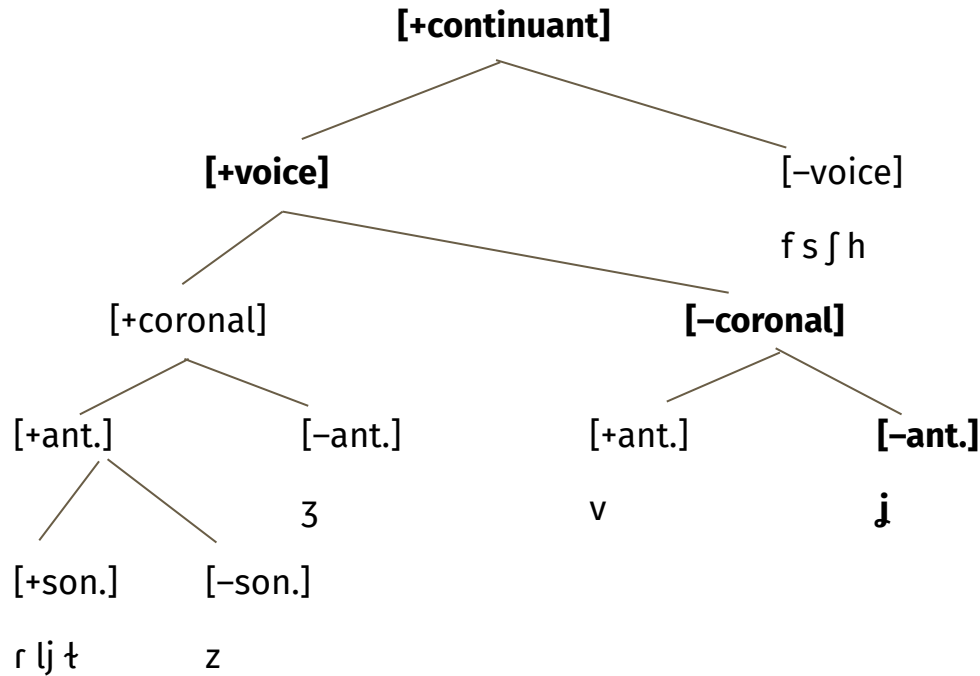 [+continuant]
[+voice] [–voice]
f s ʃ h
[+coronal] [–coronal]
[+ant.] [–ant.] [+ant.] [–ant.]
ʒ v ʝ
[+son.] [–son.]
ɾ lj ɫ z